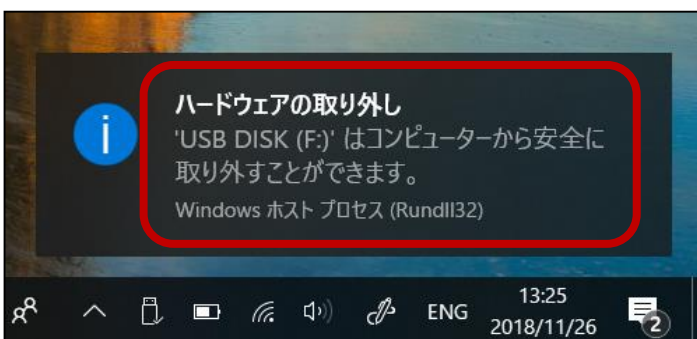 ハードウェアの取り外し
'USB DISK (F:)' はコンピューターから安全に
取り外すことができます。
Windows ホスト プロセス (Rundll32)
ENG
13:25
2018/11/26
2